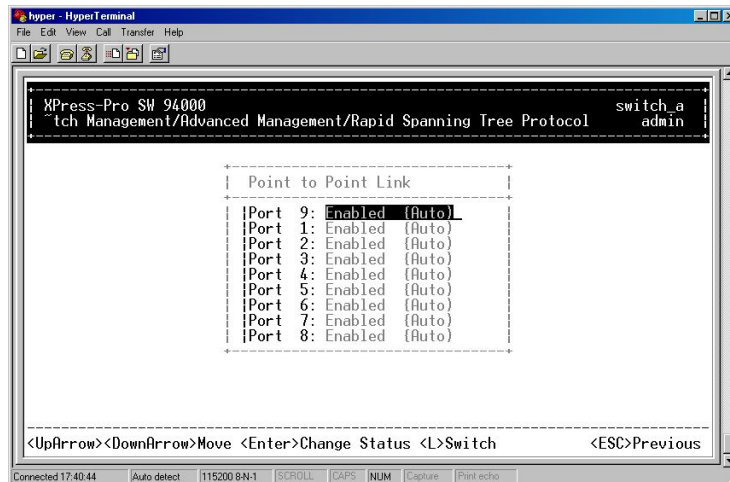 hyper - HyperTerminal
File Edit View Call Transfer Help
XPress-Pro SW 94000 switch_a
~tch Management/Advanced Management/Rapid Spanning Tree Protocol admin
Point to Point Link
Port 9: Enabled {Auto}
Port 1: Enabled {Auto}
Port 2: Enabled {Auto}
Port 3: Enabled {Auto}
Port 4: Enabled {Auto}
Port 5: Enabled {Auto}
Port 6: Enabled {Auto}
Port 7: Enabled {Auto}
Port 8: Enabled {Auto}
<UpArrow><DownArrow>Move <Enter>Change Status <L>Switch <ESC>Previous
Connected 17:40:44 Auto detect 115200 8-N-1 SCROLL CAPS NUM Capture Print echo